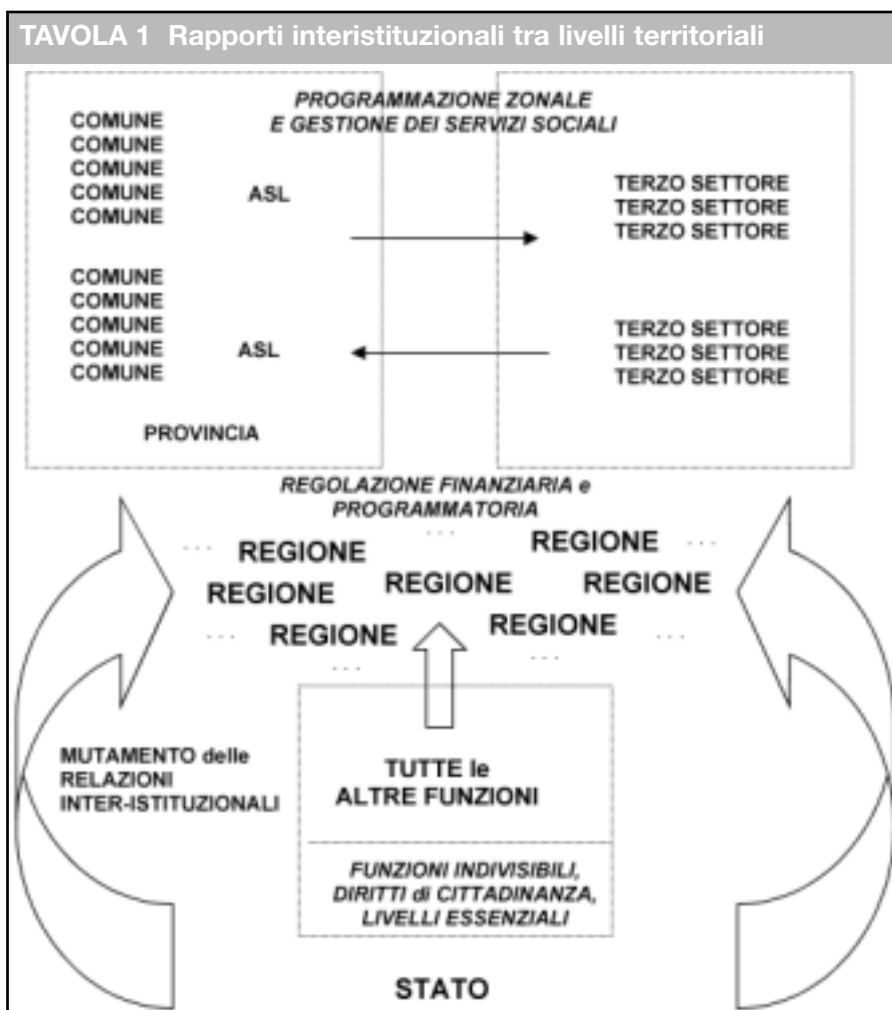 TAVOLA 1 Rapporti interistituzionali tra livelli territoriali
PROGRAMMAZIONE ZONALE
E GESTIONE DEI SERVIZI SOCIALI
COMUNE
COMUNE
COMUNE
COMUNE
COMUNE
ASL
TERZO SETTORE
TERZO SETTORE
TERZO SETTORE
COMUNE
COMUNE
COMUNE
COMUNE
COMUNE
ASL
TERZO SETTORE
TERZO SETTORE
TERZO SETTORE
PROVINCIA
REGOLAZIONE FINANZIARIA e
PROGRAMMATORIA
... REGIONE ... REGIONE ...
REGIONE REGIONE REGIONE
... REGIONE REGIONE ...
... ...
MUTAMENTO delle
RELAZIONI
INTER-ISTITUZIONALI
TUTTE le
ALTRE FUNZIONI
FUNZIONI INDIVISIBILI,
DIRITTI di CITTADINANZA,
LIVELLI ESSENZIALI
STATO